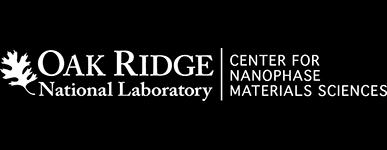 OAK RIDGE
National Laboratory
CENTER FOR
NANOPHASE
MATERIALS SCIENCES